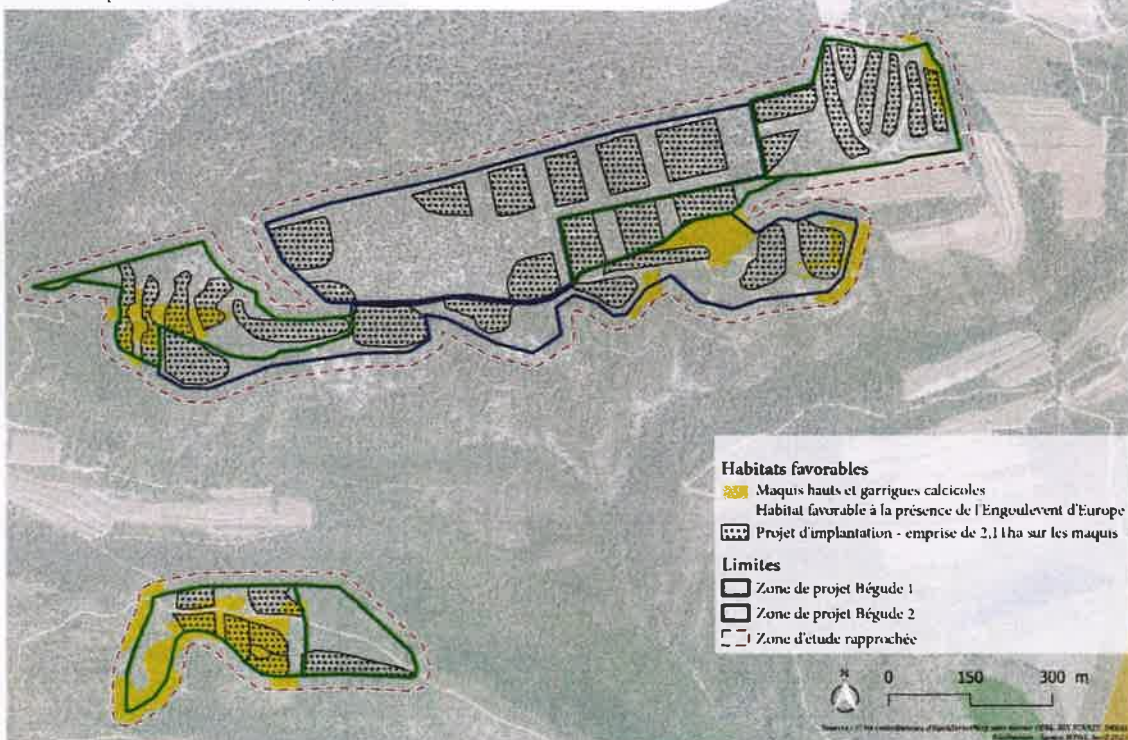 Habitats favorables
Maquis hauts et garrigues calcicoles
Habitat favorable à la présence de l'Engoulevent d'Europe
Projet d'implantation - emprise de 2,11ha sur les maquis
Limites
Zone de projet Bégude 1
Zone de projet Bégude 2
Zone d'étude rapprochée
N
0 150 300 m